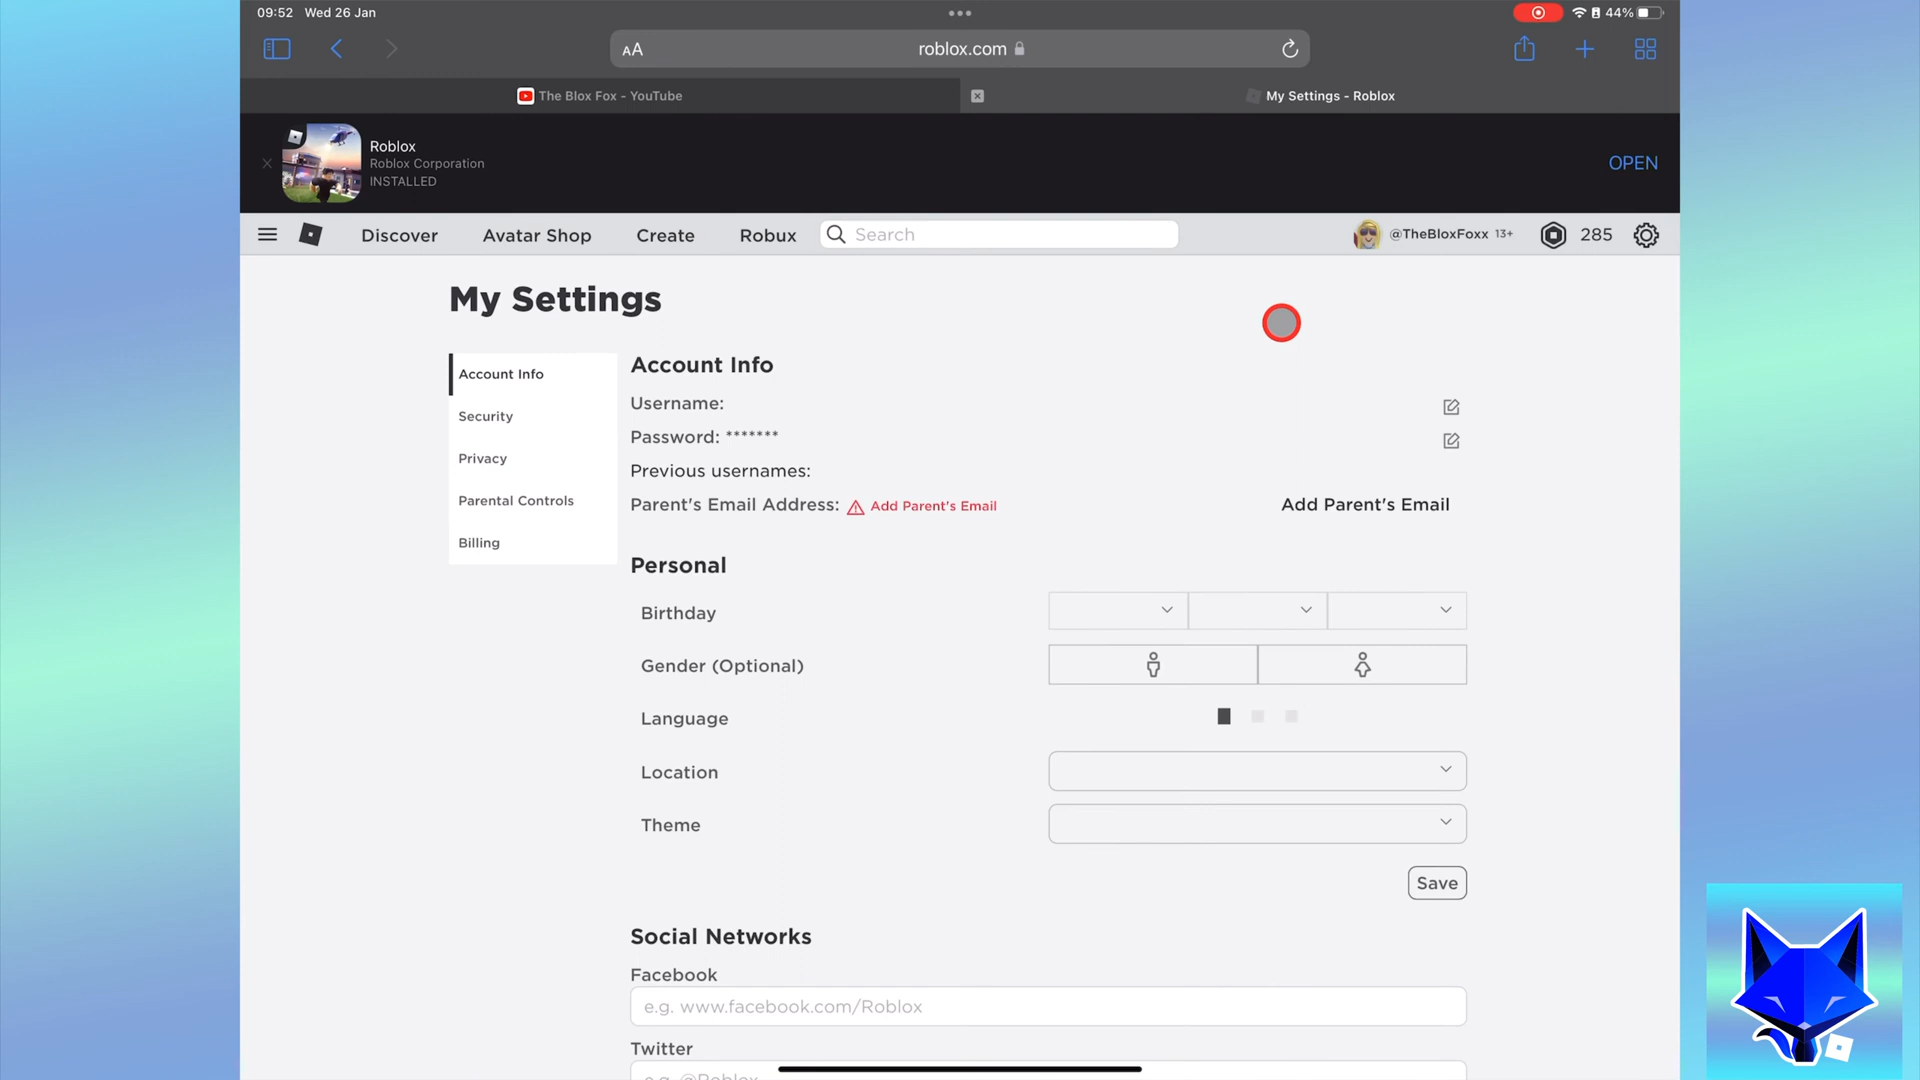 09:52 Wed 26 Jan
44%
AA
roblox.com
The Blox Fox - YouTube
My Settings - Roblox
Roblox
Roblox Corporation
INSTALLED
OPEN
Discover
Avatar Shop
Create
Robux
Search
@TheBloxFoxx 13+
285
My Settings
Account Info
Security
Privacy
Parental Controls
Billing
Account Info
Username:
Password: *******
Previous usernames:
Parent's Email Address: Add Parent's Email
Add Parent's Email
Personal
Birthday
Gender (Optional)
Language
Location
Theme
Save
Social Networks
Facebook
e.g. www.facebook.com/Roblox
Twitter
e.g. @Roblox